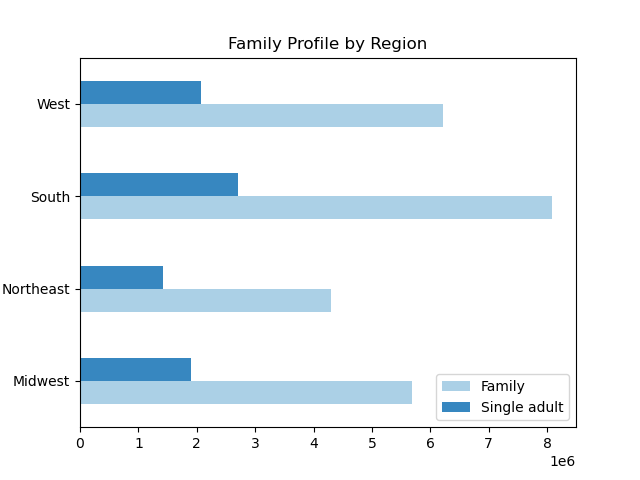 Family Profile by Region
West
South
Northeast
Midwest
Family
Single adult
0 1 2 3 4 5 6 7 8
1e6